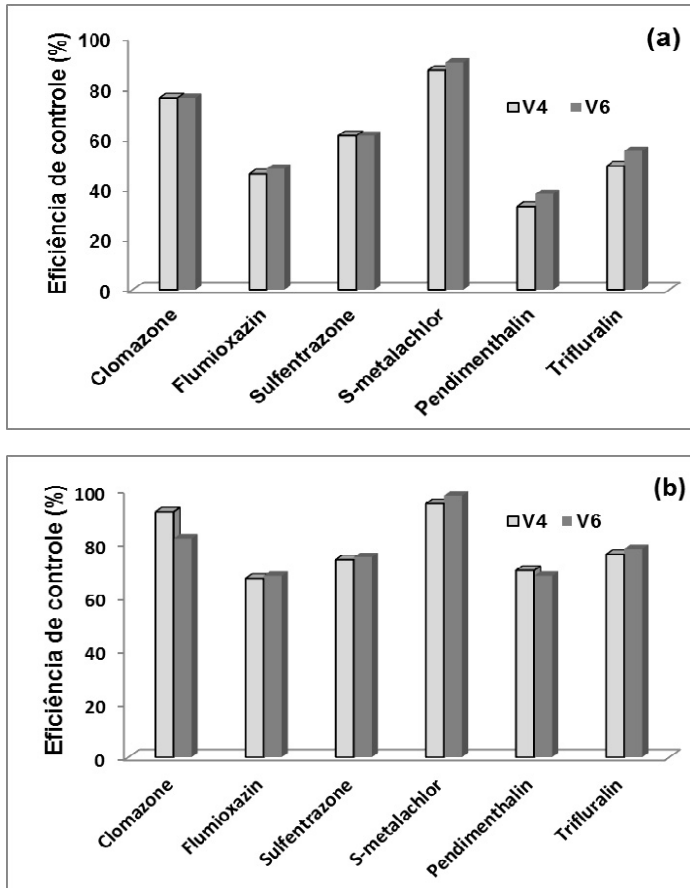 (a)
Eficiência de controle (%)
100
80
60
40
20
0
V4 V6
Clomazone
Flumioxazin
Sulfentrazone
S-metalachlor
Pendimenthalin
Trifluralin
(b)
Eficiência de controle (%)
100
80
60
40
20
0
V4 V6
Clomazone
Flumioxazin
Sulfentrazone
S-metalachlor
Pendimenthalin
Trifluralin